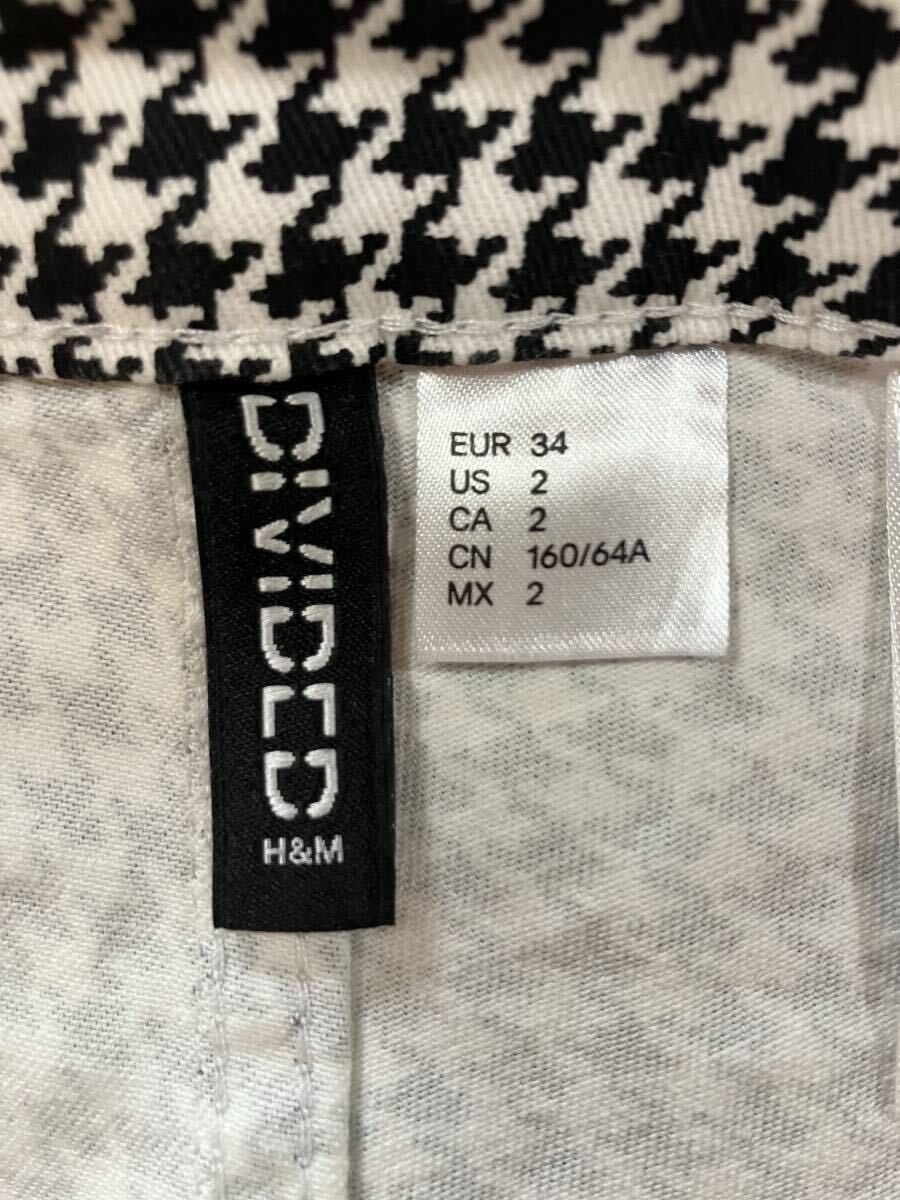 DIVIDED
H&M
EUR 34
US 2
CA 2
CN 160/64A
MX 2